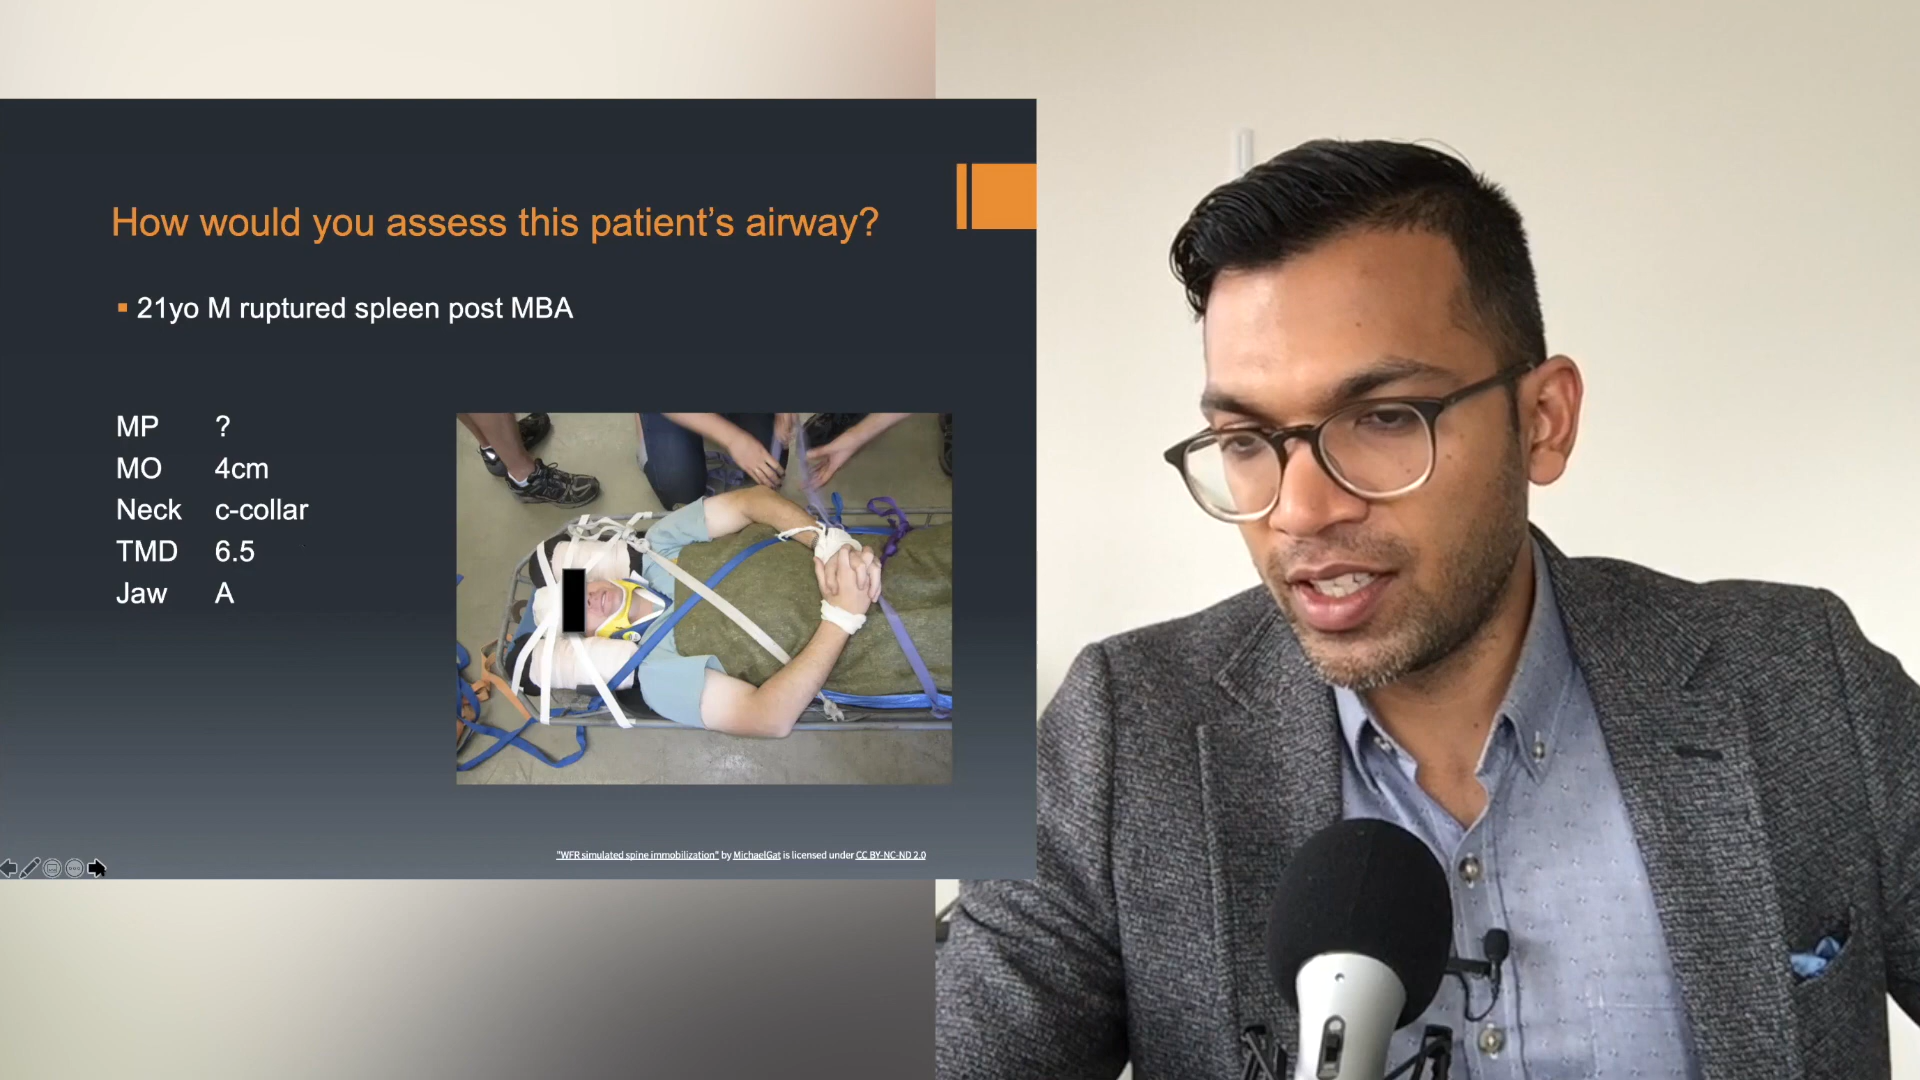 How would you assess this patient’s airway?
▪ 21yo M ruptured spleen post MBA
MP ?
MO 4cm
Neck c-collar
TMD 6.5
Jaw A
"WFR simulated spine immobilization" by MichaelGat is licensed under CC BY-NC-ND 2.0